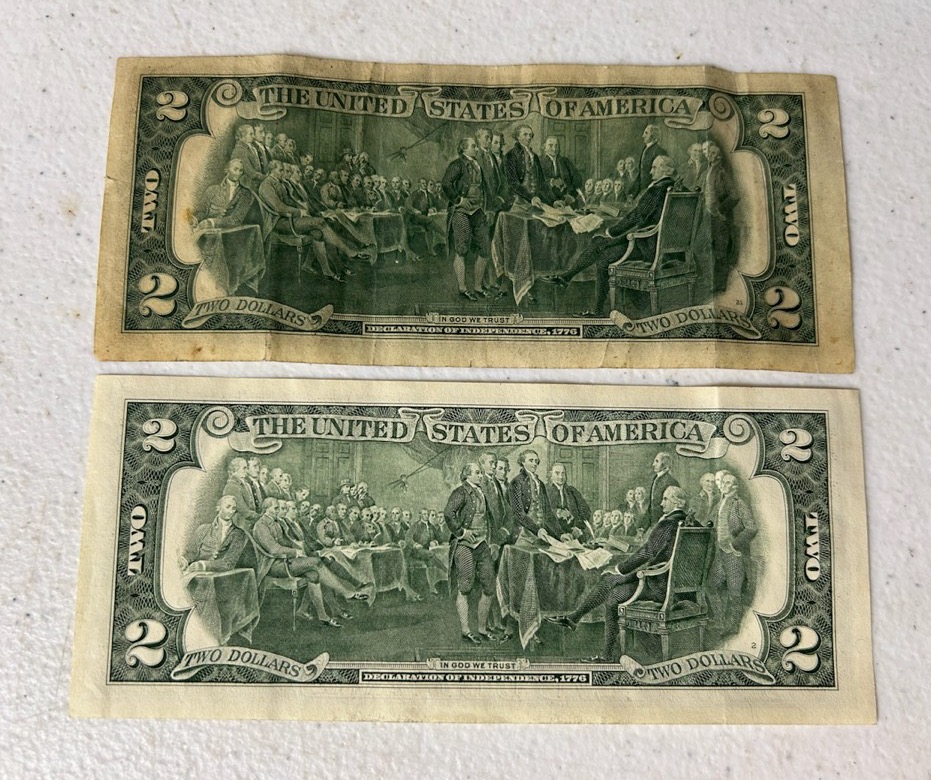 2 THE UNITED STATES OF AMERICA 2
TWO TWO
31
2 TWO DOLLARS IN GOD WE TRUST TWO DOLLARS 2
DECLARATION OF INDEPENDENCE, 1776
2 THE UNITED STATES OF AMERICA 2
TWO TWO
2
2 TWO DOLLARS IN GOD WE TRUST TWO DOLLARS 2
DECLARATION OF INDEPENDENCE, 1776